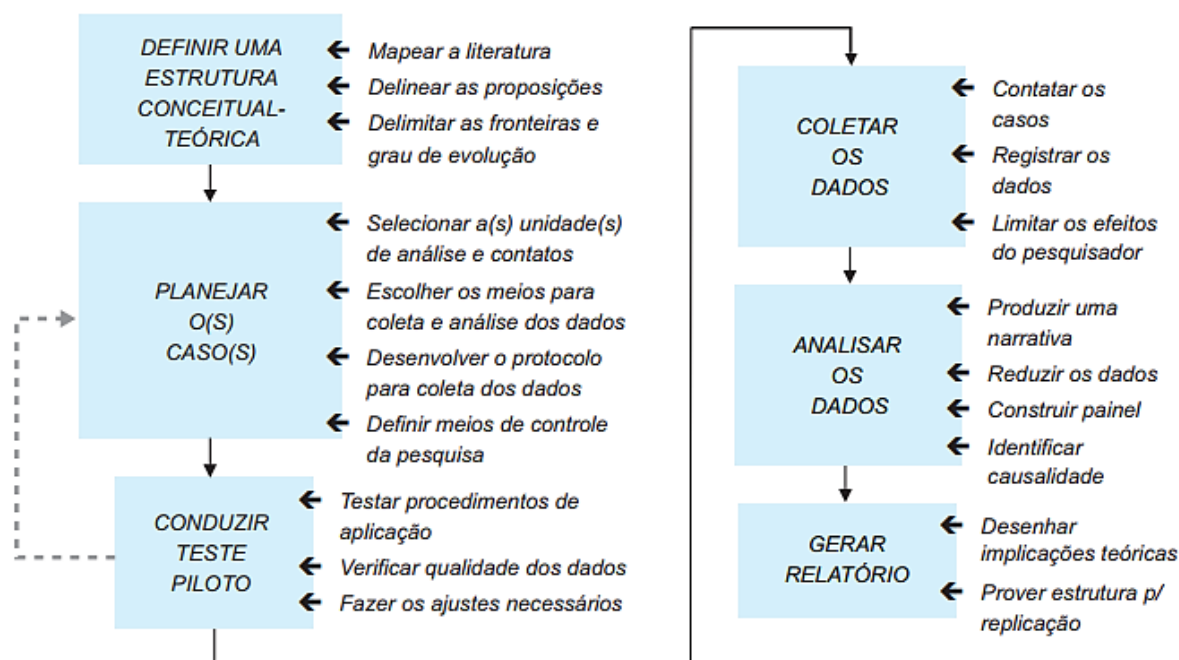 DEFINIR UMA
ESTRUTURA
CONCEITUAL-
TEÓRICA
Mapear a literatura
Delinear as proposições
Delimitar as fronteiras e
grau de evolução
PLANEJAR
O(S)
CASO(S)
Selecionar a(s) unidade(s)
de análise e contatos
Escolher os meios para
coleta e análise dos dados
Desenvolver o protocolo
para coleta dos dados
Definir meios de controle
da pesquisa
CONDUZIR
TESTE
PILOTO
Testar procedimentos de
aplicação
Verificar qualidade dos dados
Fazer os ajustes necessários
COLETAR
OS
DADOS
Contatar os
casos
Registrar os
dados
Limitar os efeitos
do pesquisador
ANALISAR
OS
DADOS
Produzir uma
narrativa
Reduzir os dados
Construir painel
Identificar
causalidade
GERAR
RELATÓRIO
Desenhar
implicações teóricas
Prover estrutura p/
replicação